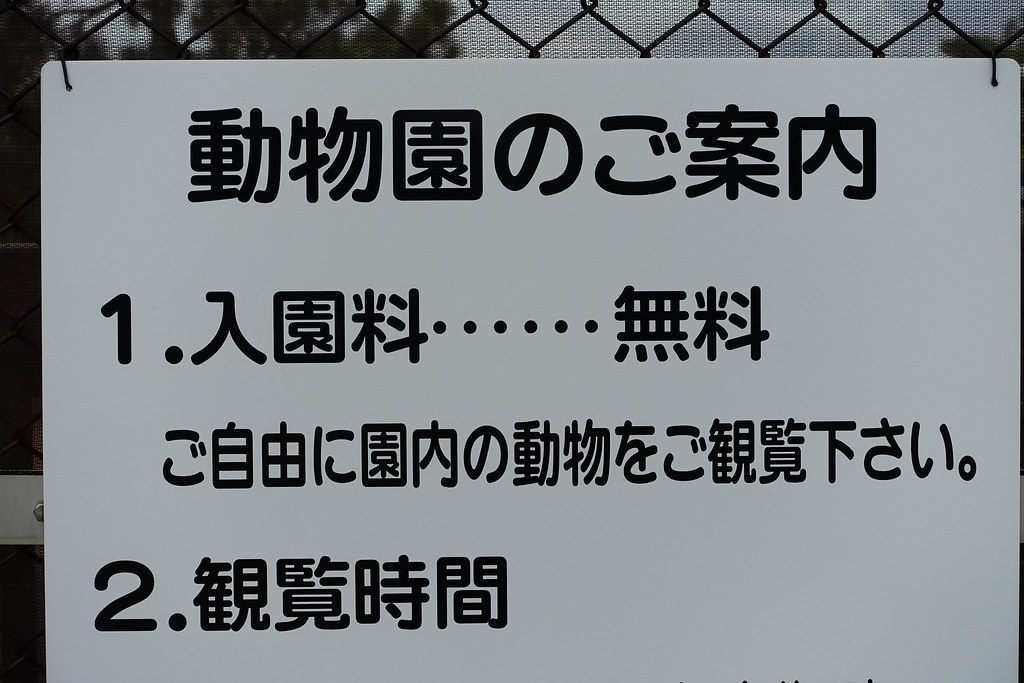 動物園のご案内
1.入園料……無料
ご自由に園内の動物をご観覧下さい。
2.観覧時間